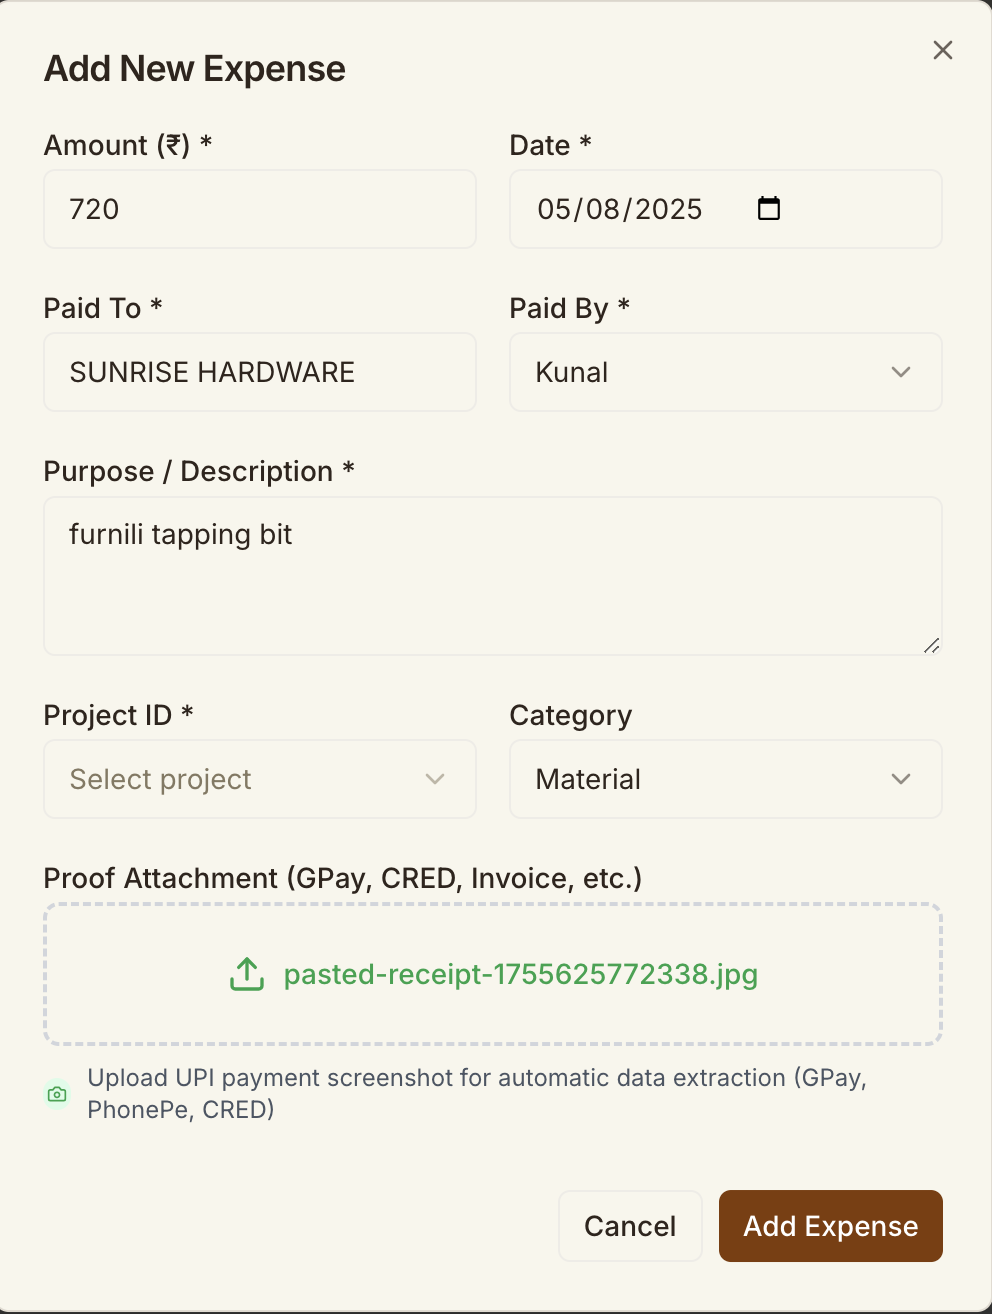 Add New Expense
Amount (₹) *
Date *
720
05/08/2025
Paid To *
Paid By *
SUNRISE HARDWARE
Kunal
Purpose / Description *
furnili tapping bit
Project ID *
Category
Select project
Material
Proof Attachment (GPay, CRED, Invoice, etc.)
pasted-receipt-1755625772338.jpg
Upload UPI payment screenshot for automatic data extraction (GPay,
PhonePe, CRED)
Cancel
Add Expense